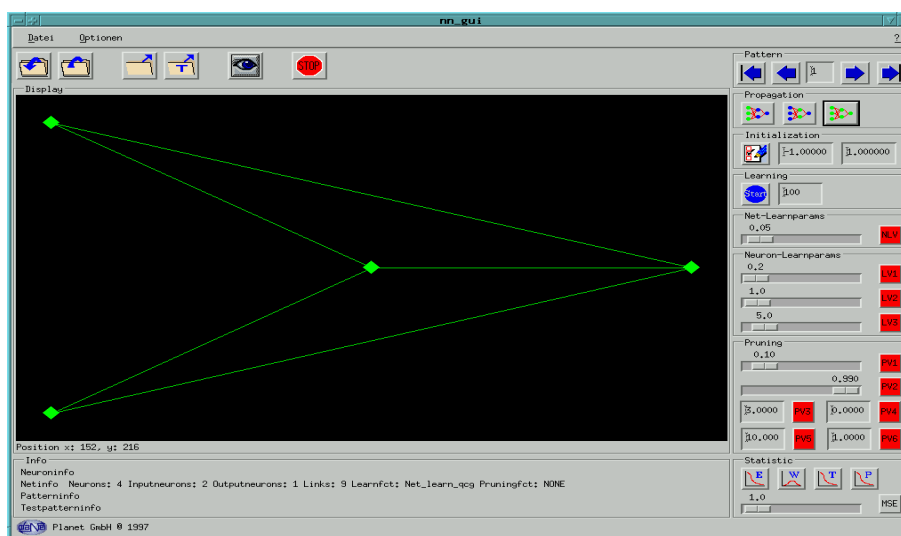 nn_gui
Datei Optionen ?
STOP
Display
Pattern
1
Propagation
Initialization
-1.00000 1.000000
Learning
Start 100
Net-Learnparams
0.05
NLV
Neuron-Learnparams
0.2
LV1
1.0
LV2
5.0
LV3
Pruning
0.10
PV1
0.990
PV2
3.0000 PV3 0.0000 PV4
10.000 PV5 1.0000 PV6
Position x: 152, y: 216
Info
Neuroninfo
Netinfo Neurons: 4 Inputneurons: 2 Outputneurons: 1 Links: 9 Learnfct: Net_learn_qcg Pruningfct: NONE
Patterninfo
Testpatterninfo
Statistic
E W T P
1.0
MSE
Planet GmbH © 1997